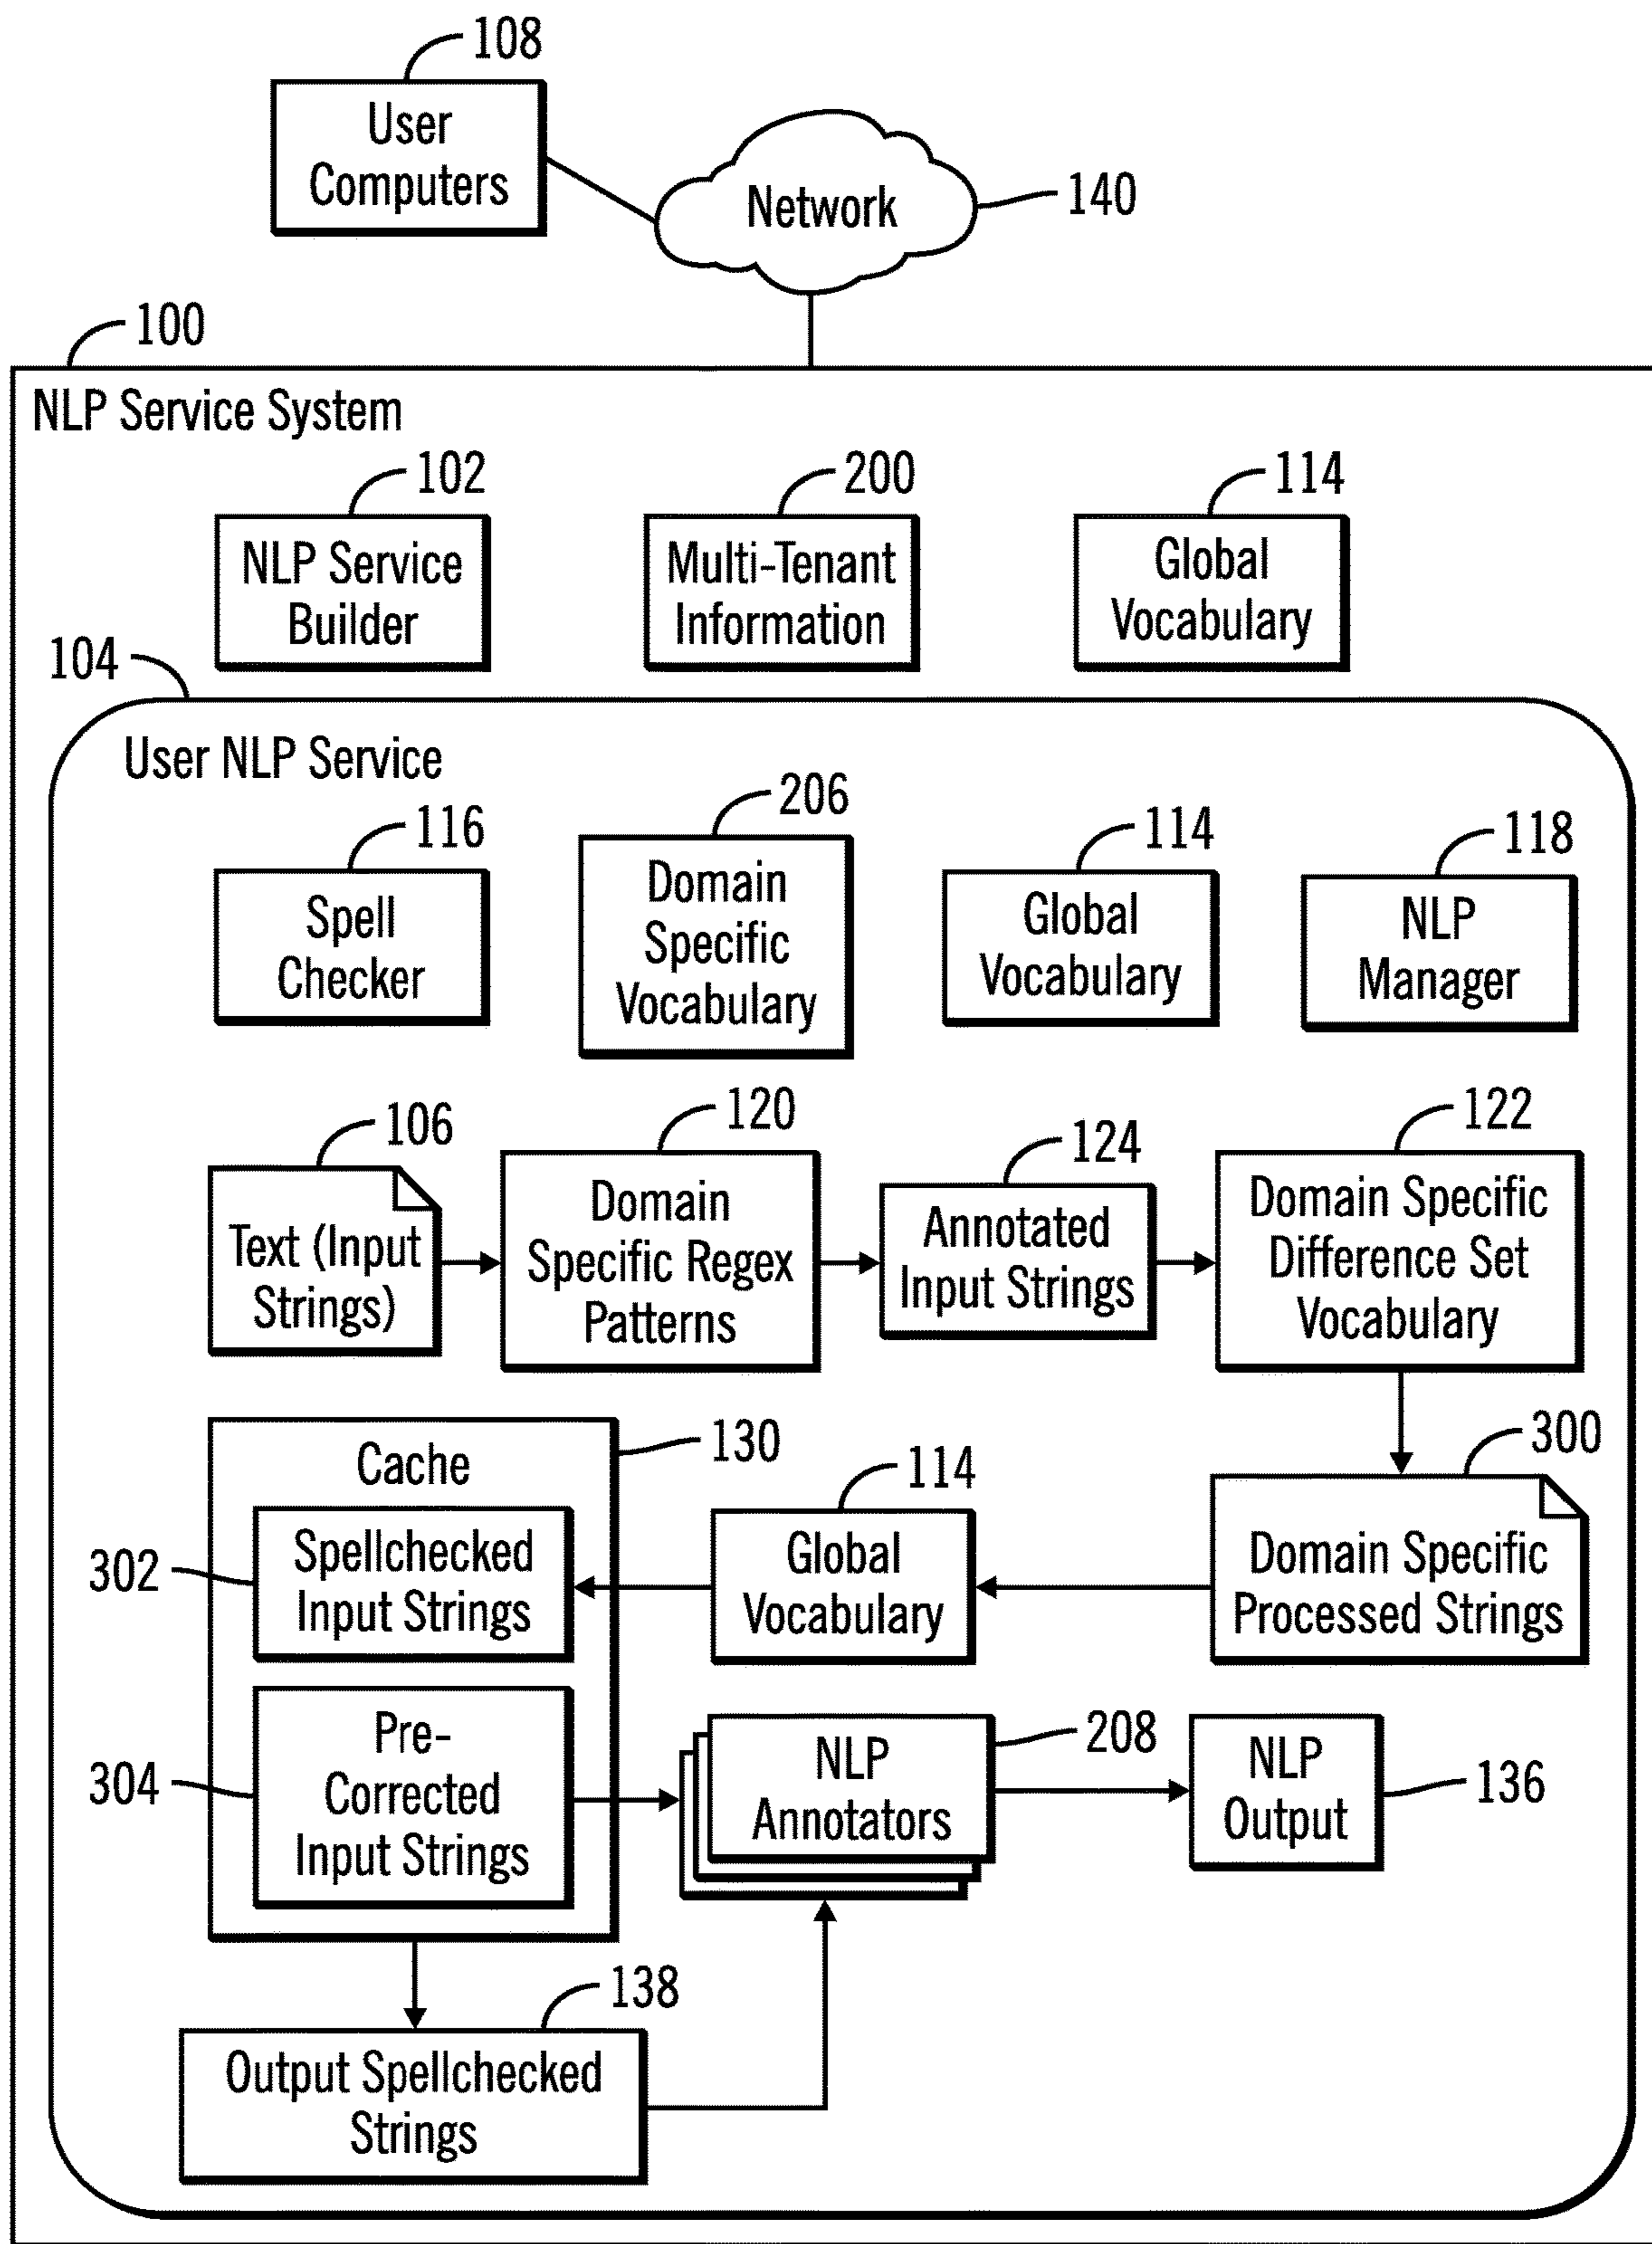 108
User
Computers
Network
140
100
NLP Service System
102
200
114
NLP Service
Builder
Multi-Tenant
Information
Global
Vocabulary
104
User NLP Service
116
206
114
118
Spell
Checker
Domain
Specific
Vocabulary
Global
Vocabulary
NLP
Manager
106
120
124
122
Text (Input
Strings)
Domain
Specific Regex
Patterns
Annotated
Input Strings
Domain Specific
Difference Set
Vocabulary
130
114
300
Cache
302
Spellchecked
Input Strings
Global
Vocabulary
Domain Specific
Processed Strings
304
Pre-
Corrected
Input Strings
208
NLP
Annotators
NLP
Output
136
138
Output Spellchecked
Strings